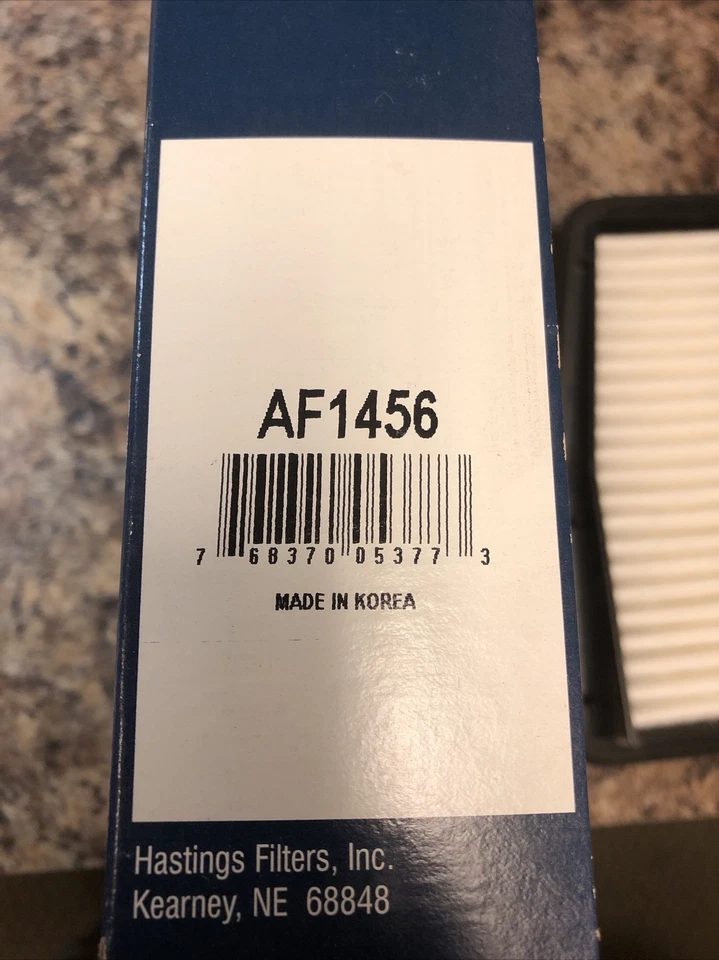 AF1456
7 68370 05377 3
MADE IN KOREA
Hastings Filters, Inc.
Kearney, NE 68848